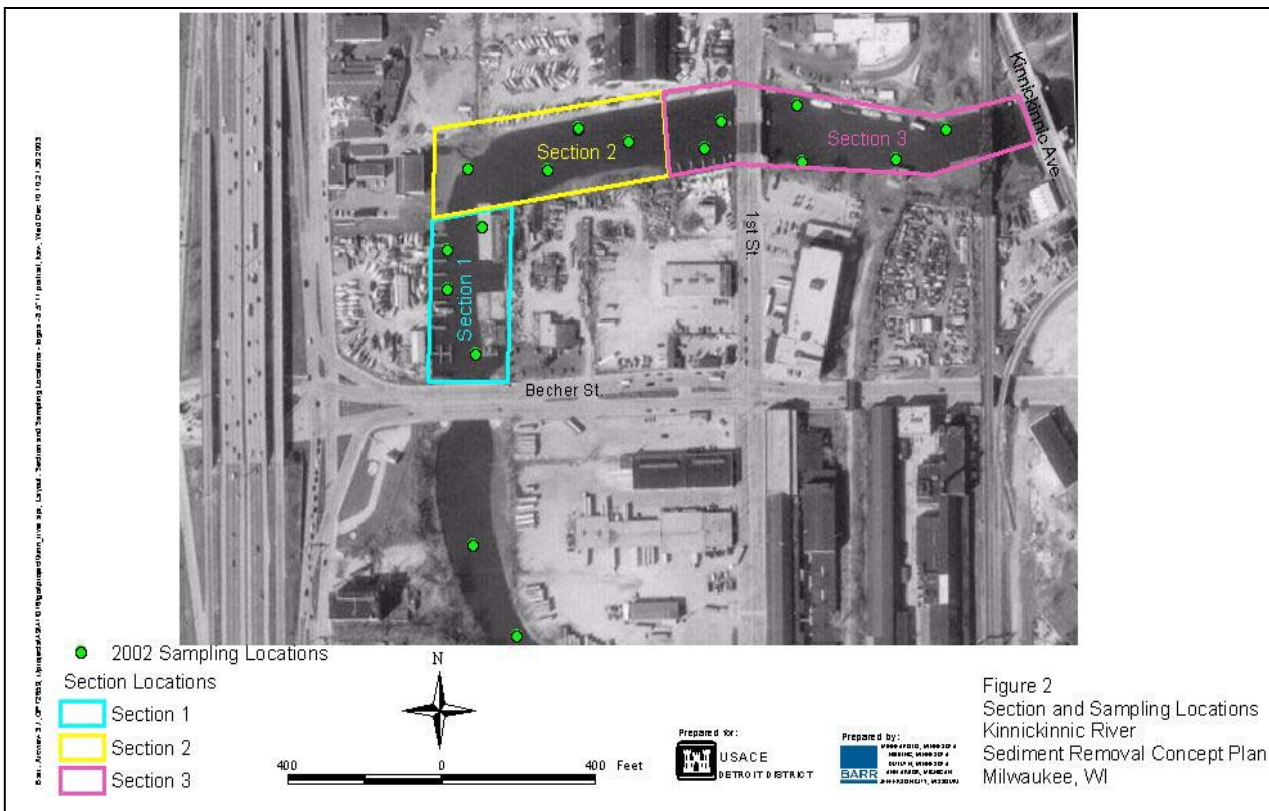 Kinnickinnic Ave.
Section 2
Section 3
1st St.
Section 1
Becher St.
2002 Sampling Locations
Section Locations
Section 1
Section 2
Section 3
N
400 0 400 Feet
Prepared for:
USACE
DETROIT DISTRICT
Prepared by:
BARR
Figure 2
Section and Sampling Locations
Kinnickinnic River
Sediment Removal Concept Plan
Milwaukee, WI